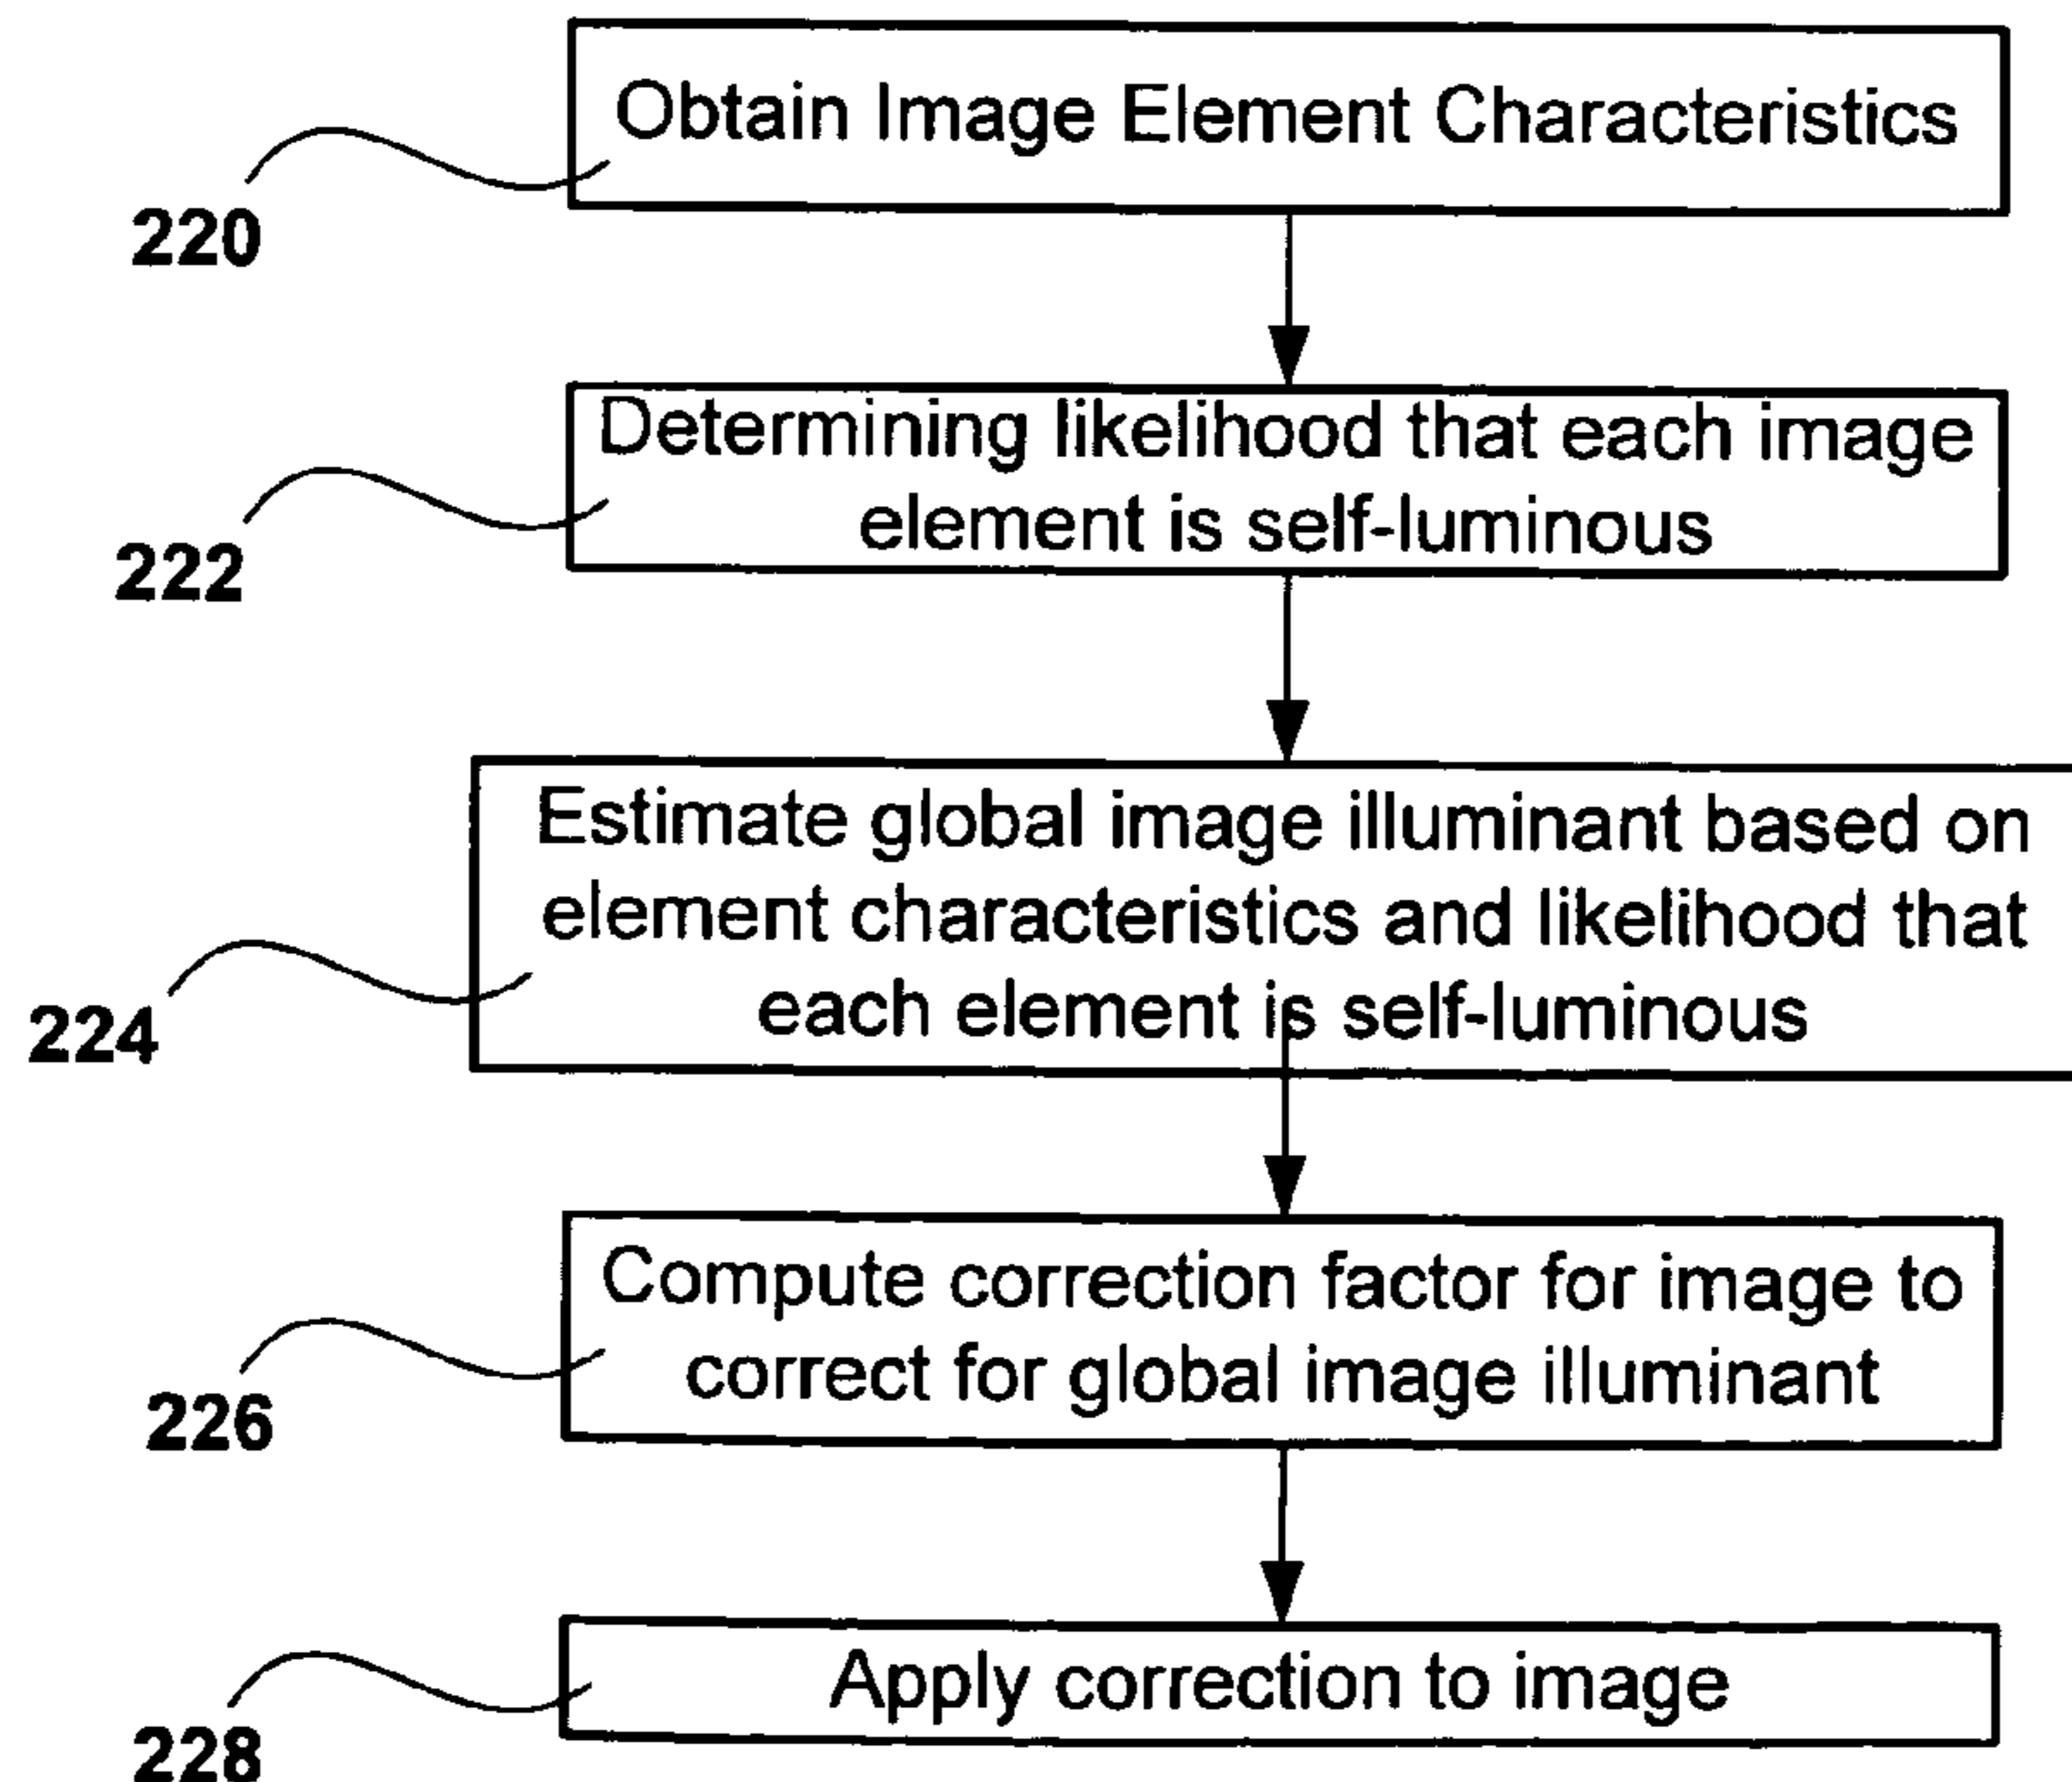 Obtain Image Element Characteristics
220
Determining likelihood that each image
element is self-luminous
222
Estimate global image illuminant based on
element characteristics and likelihood that
each element is self-luminous
224
Compute correction factor for image to
correct for global image illuminant
226
Apply correction to image
228